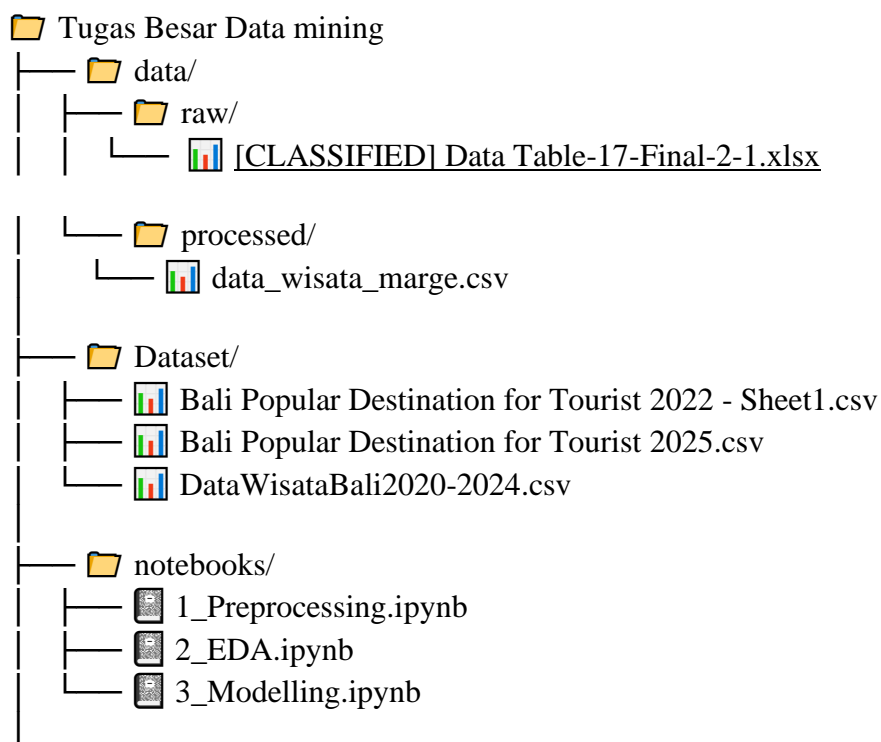 Tugas Besar Data mining
data/
raw/
[CLASSIFIED] Data Table-17-Final-2-1.xlsx
processed/
data_wisata_marge.csv
Dataset/
Bali Popular Destination for Tourist 2022 - Sheet1.csv
Bali Popular Destination for Tourist 2025.csv
DataWisataBali2020-2024.csv
notebooks/
1_Preprocessing.ipynb
2_EDA.ipynb
3_Modelling.ipynb